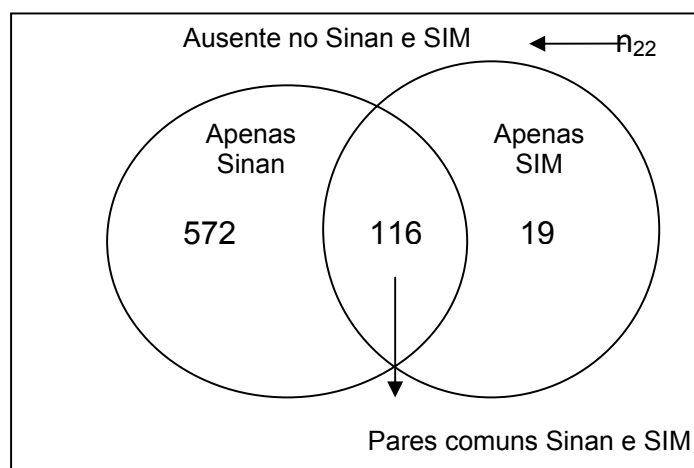 Ausente no Sinan e SIM
n22
Apenas
Sinan
Apenas
SIM
572
116
19
Pares comuns Sinan e SIM